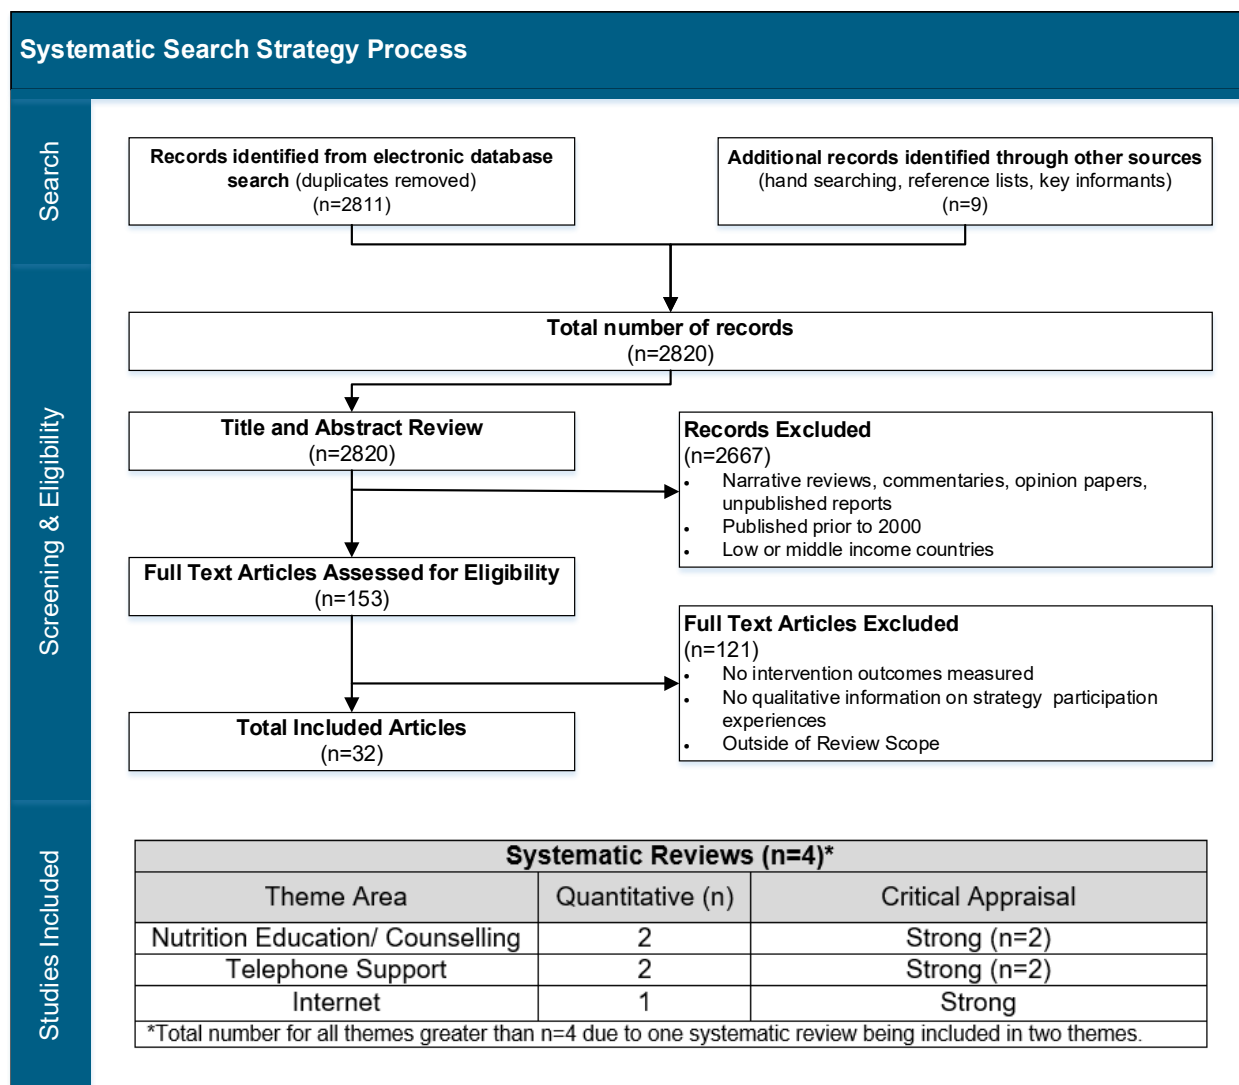 Systematic Search Strategy Process
Search
Records identified from electronic database
search (duplicates removed)
(n=2811)
Additional records identified through other sources
(hand searching, reference lists, key informants)
(n=9)
Screening & Eligibility
Total number of records
(n=2820)
Title and Abstract Review
(n=2820)
Records Excluded
(n=2667)
• Narrative reviews, commentaries, opinion papers,
unpublished reports
• Published prior to 2000
• Low or middle income countries
Full Text Articles Assessed for Eligibility
(n=153)
Full Text Articles Excluded
(n=121)
• No intervention outcomes measured
• No qualitative information on strategy participation
experiences
• Outside of Review Scope
Total Included Articles
(n=32)
Studies Included
Systematic Reviews (n=4)*
Theme Area Quantitative (n) Critical Appraisal
Nutrition Education/ Counselling 2 Strong (n=2)
Telephone Support 2 Strong (n=2)
Internet 1 Strong
*Total number for all themes greater than n=4 due to one systematic review being included in two themes.